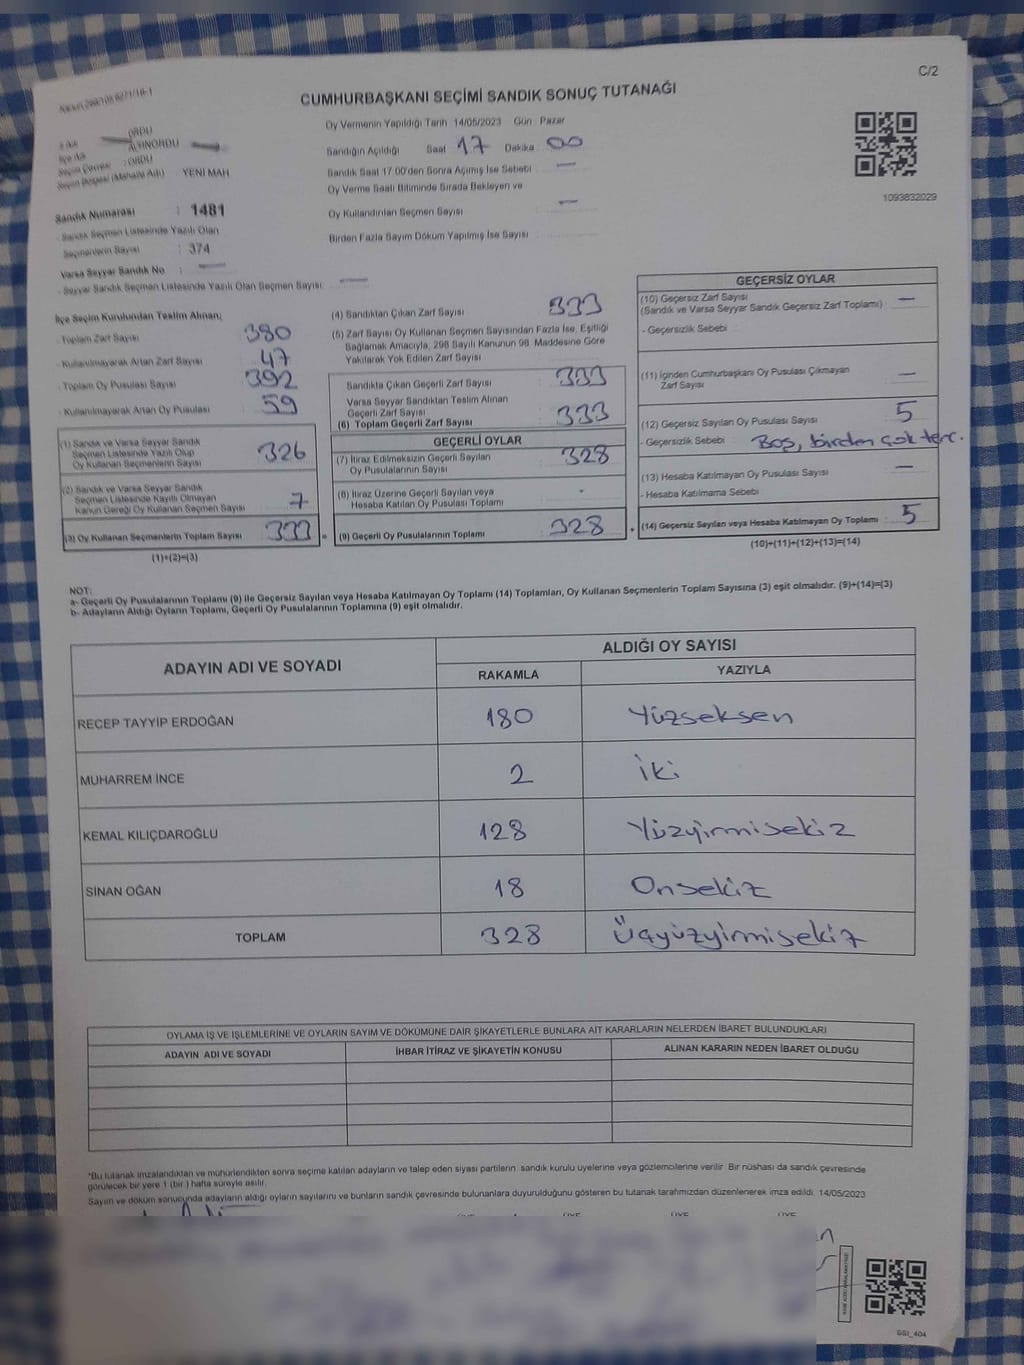 C/2
CUMHURBAŞKANI SEÇİMİ SANDIK SONUÇ TUTANAĞI
Oy Vermenin Yapıldığı Tarih 14/05/2023 Gün Pazar
Sandığın Açıldığı Saat 17 Dakika 00
Sandık Saat 17:00'den Sonra Açımış İse Sebebi —
Oy Verme Saati Bitiminde Sırada Bekleyen ve
Oy Kullandırılan Seçmen Sayısı —
Birden Fazla Sayım Döküm Yapılmış İse Sayısı
1093832029
İl Adı : ORDU
İlçe Adı : ALTINORDU
Seçim Çevresi : ORDU
Seçim Bölgesi (Mahalle Adı) YENİ MAH.
Sandık Numarası : 1481
- Sandık Seçmen Listesinde Yazılı Olan
Seçmenlerin Sayısı : 374
Varsa Seyyar Sandık No : —
- Seyyar Sandık Seçmen Listesinde Yazılı Olan Seçmen Sayısı: —
İlçe Seçim Kurulundan Teslim Alınan;
- Toplam Zarf Sayısı 380
- Kullanılmayarak Artan Zarf Sayısı 47
- Toplam Oy Pusulası Sayısı 392
- Kullanılmayarak Artan Oy Pusulası 59
(1) Sandık ve Varsa Seyyar Sandık
Seçmen Listesinde Yazılı Olup
Oy Kullanan Seçmenlerin Sayısı 326
(2) Sandık ve Varsa Seyyar Sandık
Seçmen Listesinde Kayıtlı Olmayan
Kanun Gereği Oy Kullanan Seçmen Sayısı 7
(3) Oy Kullanan Seçmenlerin Toplam Sayısı 333 =
(1)+(2)=(3)
(4) Sandıktan Çıkan Zarf Sayısı 333
(5) Zarf Sayısı Oy Kullanan Seçmen Sayısından Fazla İse, Eşitliği
Sağlamak Amacıyla, 298 Sayılı Kanunun 98. Maddesine Göre
Yakılarak Yok Edilen Zarf Sayısı
Sandıkta Çıkan Geçerli Zarf Sayısı 333
Varsa Seyyar Sandıktan Teslim Alınan
Geçerli Zarf Sayısı
(6) Toplam Geçerli Zarf Sayısı 333
GEÇERLİ OYLAR
(7) İtiraz Edilmeksizin Geçerli Sayılan
Oy Pusulalarının Sayısı 328
(8) İtiraz Üzerine Geçerli Sayılan veya
Hesaba Katılan Oy Pusulası Toplamı -
(9) Geçerli Oy Pusulalarının Toplamı 328 +
GEÇERSİZ OYLAR
(10) Geçersiz Zarf Sayısı —
(Sandık ve Varsa Seyyar Sandık Geçersiz Zarf Toplamı)
- Geçersizlik Sebebi
(11) İçinden Cumhurbaşkanı Oy Pusulası Çıkmayan
Zarf Sayısı —
(12) Geçersiz Sayılan Oy Pusulası Sayısı 5
- Geçersizlik Sebebi Boş, birden çok terc.
(13) Hesaba Katılmayan Oy Pusulası Sayısı —
- Hesaba Katılmama Sebebi
(14) Geçersiz Sayılan veya Hesaba Katılmayan Oy Toplamı 5
(10)+(11)+(12)+(13)=(14)
NOT:
a- Geçerli Oy Pusulalarının Toplamı (9) ile Geçersiz Sayılan veya Hesaba Katılmayan Oy Toplamı (14) Toplamları, Oy Kullanan Seçmenlerin Toplam Sayısına (3) eşit olmalıdır. (9)+(14)=(3)
b- Adayların Aldığı Oyların Toplamı, Geçerli Oy Pusulalarının Toplamına (9) eşit olmalıdır.
ADAYIN ADI VE SOYADI
ALDIĞI OY SAYISI
RAKAMLA YAZIYLA
RECEP TAYYİP ERDOĞAN 180 Yüzseksen
MUHARREM İNCE 2 İki
KEMAL KILIÇDAROĞLU 128 Yüzyirmisekiz
SİNAN OĞAN 18 Onsekiz
TOPLAM 328 Üçyüzyirmisekiz
OYLAMA İŞ VE İŞLEMLERİNE VE OYLARIN SAYIM VE DÖKÜMÜNE DAİR ŞİKAYETLERLE BUNLARA AİT KARARLARIN NELERDEN İBARET BULUNDUKLARI
ADAYIN ADI VE SOYADI İHBAR İTİRAZ VE ŞİKAYETİN KONUSU ALINAN KARARIN NEDEN İBARET OLDUĞU
*Bu tutanak imzalandıktan ve mühürlendikten sonra seçime katılan adayların ve talep eden siyasi partilerin sandık kurulu üyelerine veya gözlemcilerine verilir. Bir nüshası da sandık çevresinde
görülecek bir yere 1 (bir ) hafta süreyle asılır.
Sayım ve döküm sonucunda adayların aldığı oyların sayılarını ve bunların sandık çevresinde bulunanlara duyurulduğunu gösteren bu tutanak tarafımızdan düzenlenerek imza edildi. 14/05/2023
ÜYE ÜYE ÜYE
SSI_404